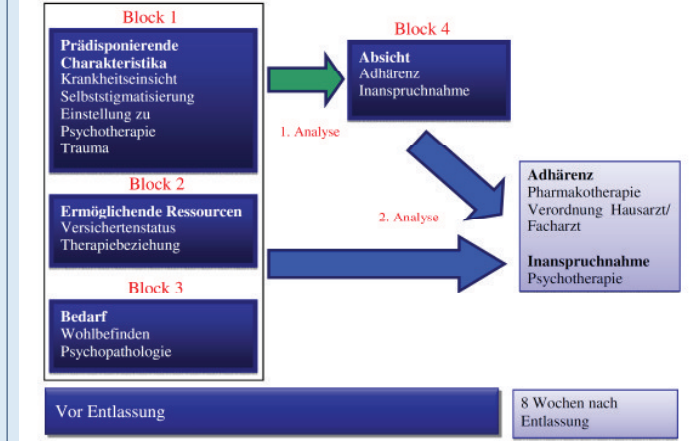 Block 1
Prädisponierende
Charakteristika
Krankheitseinsicht
Selbststigmatisierung
Einstellung zu
Psychotherapie
Trauma
Block 2
Ermöglichende Ressourcen
Versichertenstatus
Therapiebeziehung
Block 3
Bedarf
Wohlbefinden
Psychopathologie
1. Analyse
Block 4
Absicht
Adhärenz
Inanspruchnahme
2. Analyse
Adhärenz
Pharmakotherapie
Verordnung Hausarzt/
Facharzt
Inanspruchnahme
Psychotherapie
Vor Entlassung
8 Wochen nach
Entlassung